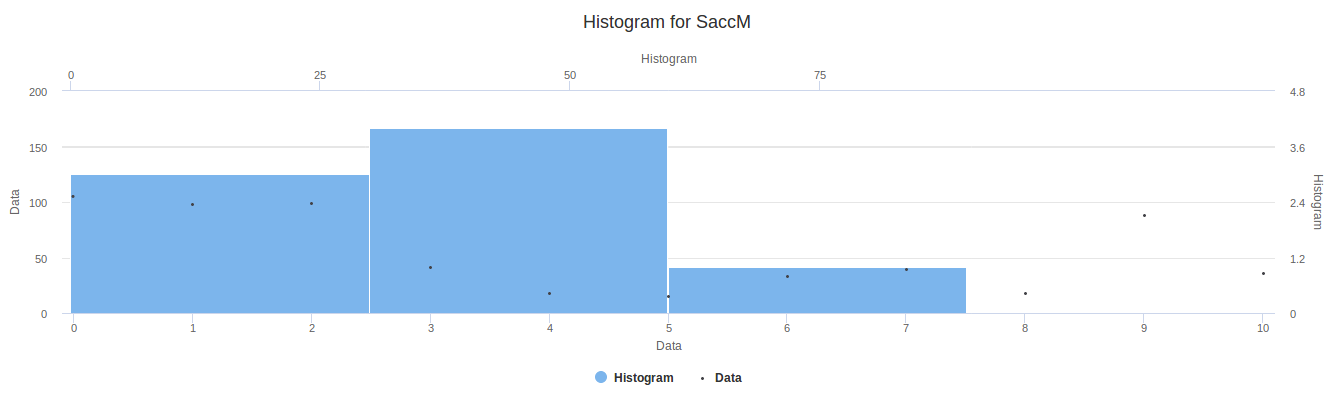 Histogram for SaccM
Histogram
0 25 50 75
200 4.8
150 3.6
100 2.4
50 1.2
0 0
Data
Histogram
0 1 2 3 4 5 6 7 8 9 10
Data
Histogram Data